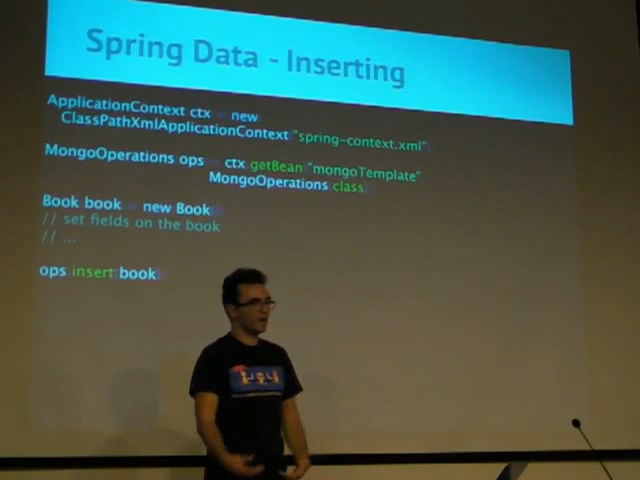 Spring Data - Inserting
ApplicationContext ctx = new
ClassPathXmlApplicationContext("spring-context.xml")
MongoOperations ops = ctx.getBean("mongoTemplate"
MongoOperations.class)
Book book = new Book()
// set fields on the book
// ...
ops.insert(book)